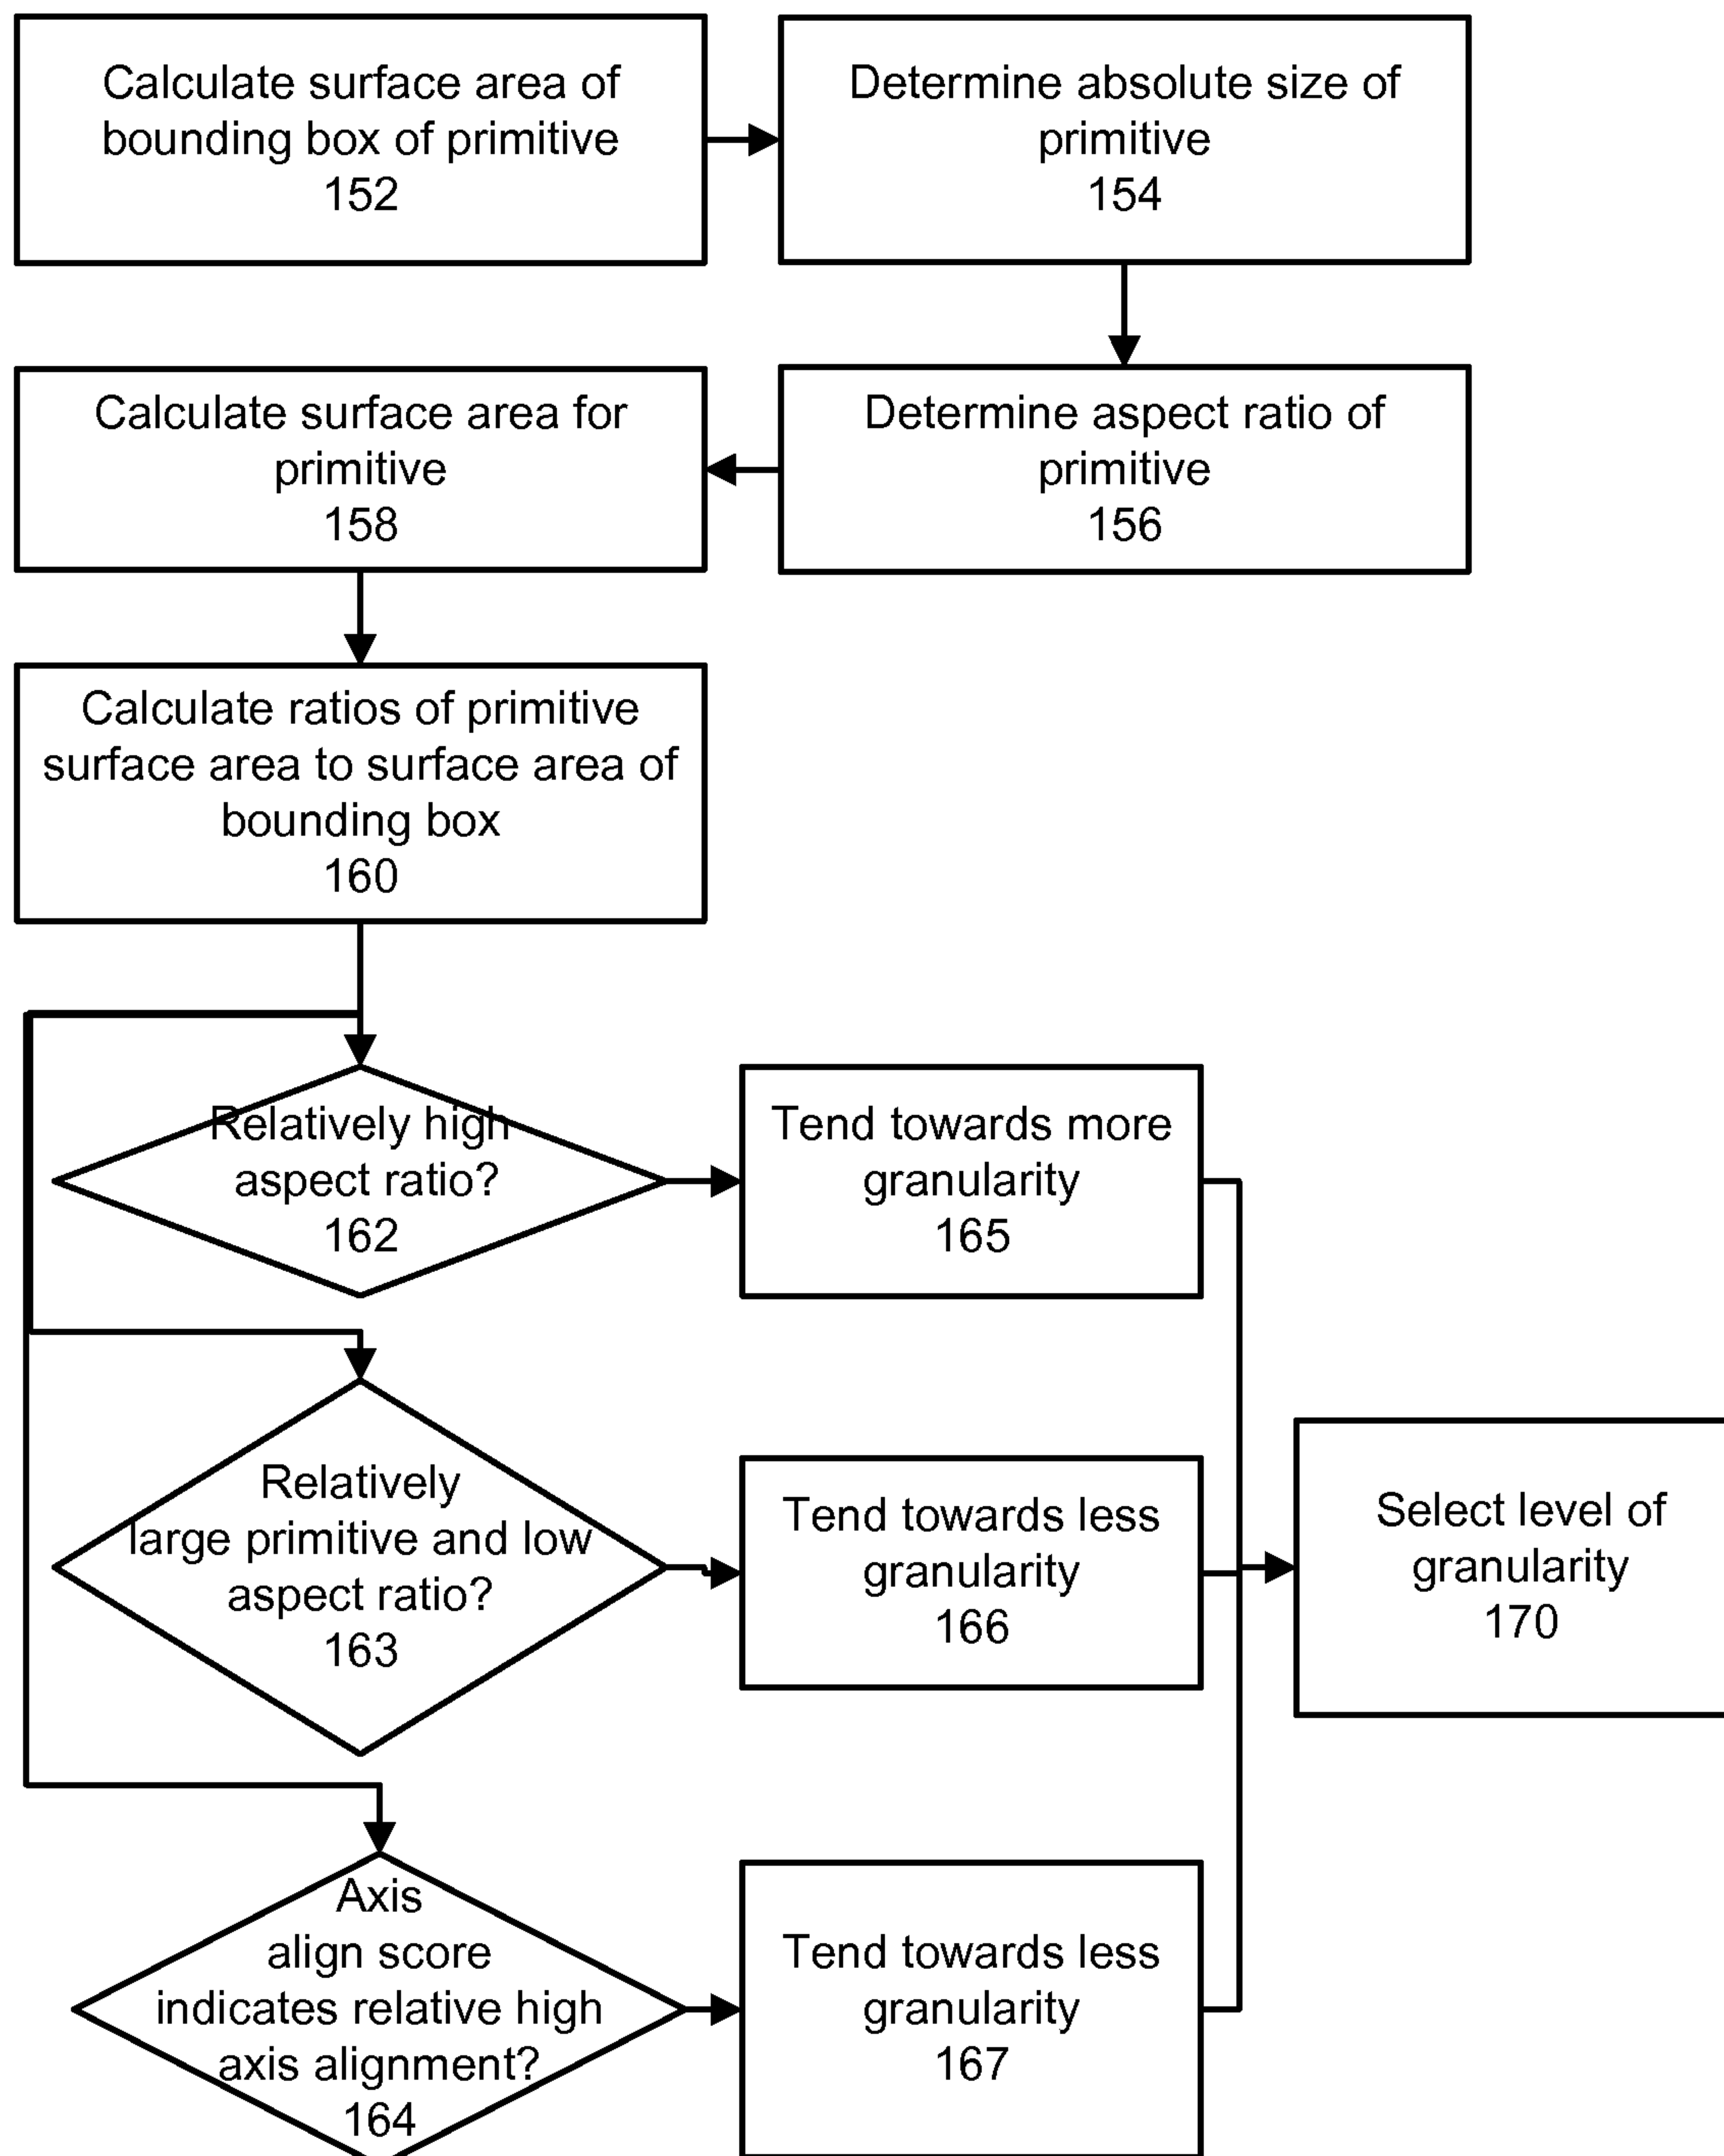 Calculate surface area of
bounding box of primitive
152
Determine absolute size of
primitive
154
Calculate surface area for
primitive
158
Determine aspect ratio of
primitive
156
Calculate ratios of primitive
surface area to surface area of
bounding box
160
Relatively high
aspect ratio?
162
Tend towards more
granularity
165
Relatively
large primitive and low
aspect ratio?
163
Tend towards less
granularity
166
Select level of
granularity
170
Axis
align score
indicates relative high
axis alignment?
164
Tend towards less
granularity
167